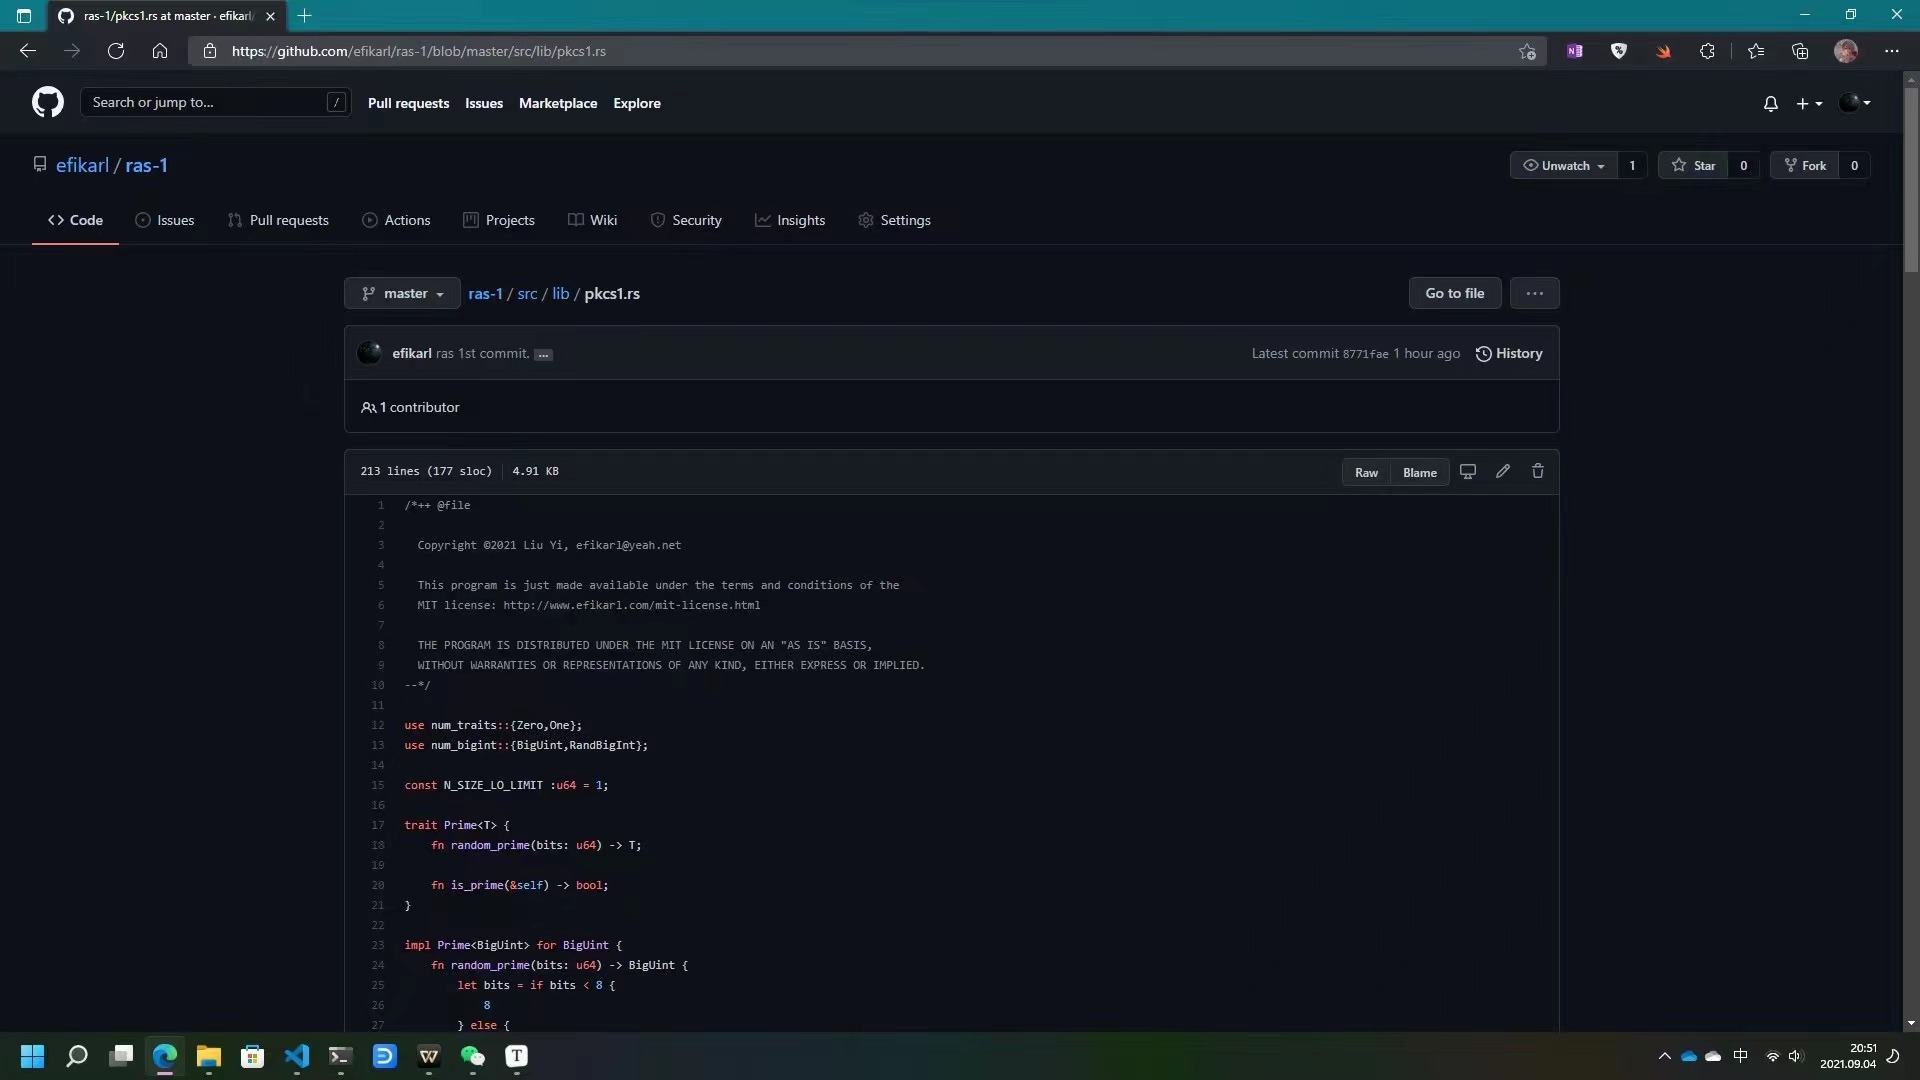 ras-1/pkcs1.rs at master · efikarl/
https://github.com/efikarl/ras-1/blob/master/src/lib/pkcs1.rs
Search or jump to... /
Pull requests Issues Marketplace Explore
efikarl / ras-1
Unwatch 1 Star 0 Fork 0
Code Issues Pull requests Actions Projects Wiki Security Insights Settings
master ras-1 / src / lib / pkcs1.rs Go to file ...
efikarl ras 1st commit. ... Latest commit 8771fae 1 hour ago History
1 contributor
213 lines (177 sloc) 4.91 KB Raw Blame
1 /*++ @file
2
3 Copyright ©2021 Liu Yi, efikarl@yeah.net
4
5 This program is just made available under the terms and conditions of the
6 MIT license: http://www.efikarl.com/mit-license.html
7
8 THE PROGRAM IS DISTRIBUTED UNDER THE MIT LICENSE ON AN "AS IS" BASIS,
9 WITHOUT WARRANTIES OR REPRESENTATIONS OF ANY KIND, EITHER EXPRESS OR IMPLIED.
10 --*/
11
12 use num_traits::{Zero,One};
13 use num_bigint::{BigUint,RandBigInt};
14
15 const N_SIZE_LO_LIMIT :u64 = 1;
16
17 trait Prime<T> {
18 fn random_prime(bits: u64) -> T;
19
20 fn is_prime(&self) -> bool;
21 }
22
23 impl Prime<BigUint> for BigUint {
24 fn random_prime(bits: u64) -> BigUint {
25 let bits = if bits < 8 {
26 8
27 } else {
中 20:51
2021.09.04